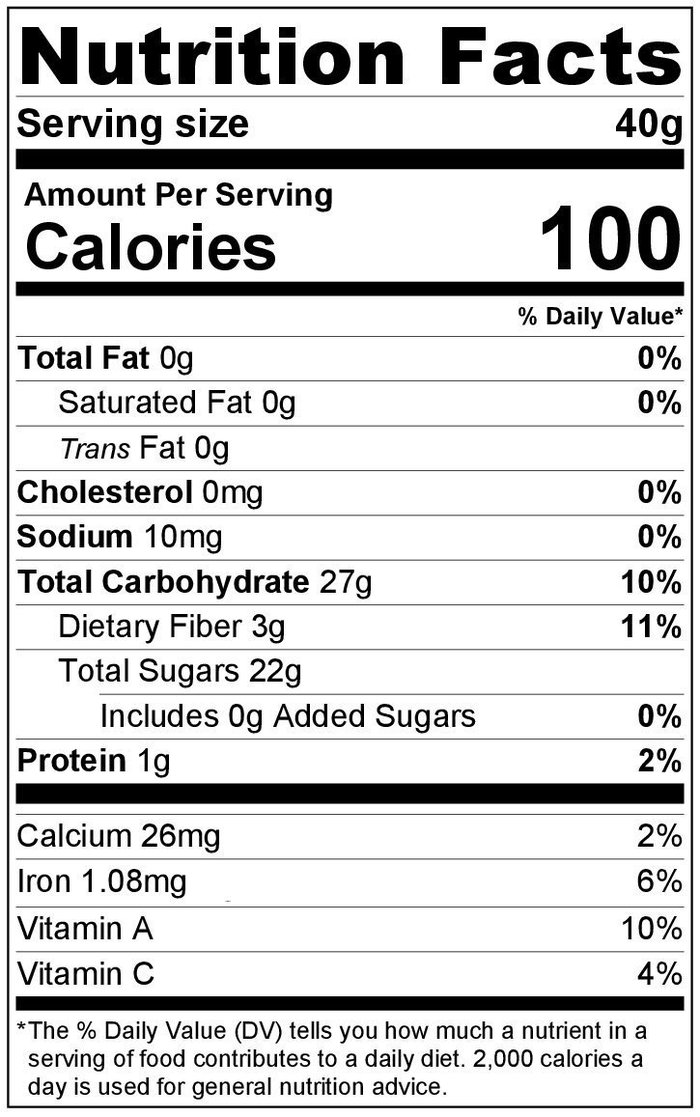 Nutrition Facts
Serving size 40g
Amount Per Serving
Calories 100
% Daily Value*
Total Fat 0g 0%
Saturated Fat 0g 0%
Trans Fat 0g
Cholesterol 0mg 0%
Sodium 10mg 0%
Total Carbohydrate 27g 10%
Dietary Fiber 3g 11%
Total Sugars 22g
Includes 0g Added Sugars 0%
Protein 1g 2%
Calcium 26mg 2%
Iron 1.08mg 6%
Vitamin A 10%
Vitamin C 4%
*The % Daily Value (DV) tells you how much a nutrient in a
serving of food contributes to a daily diet. 2,000 calories a
day is used for general nutrition advice.